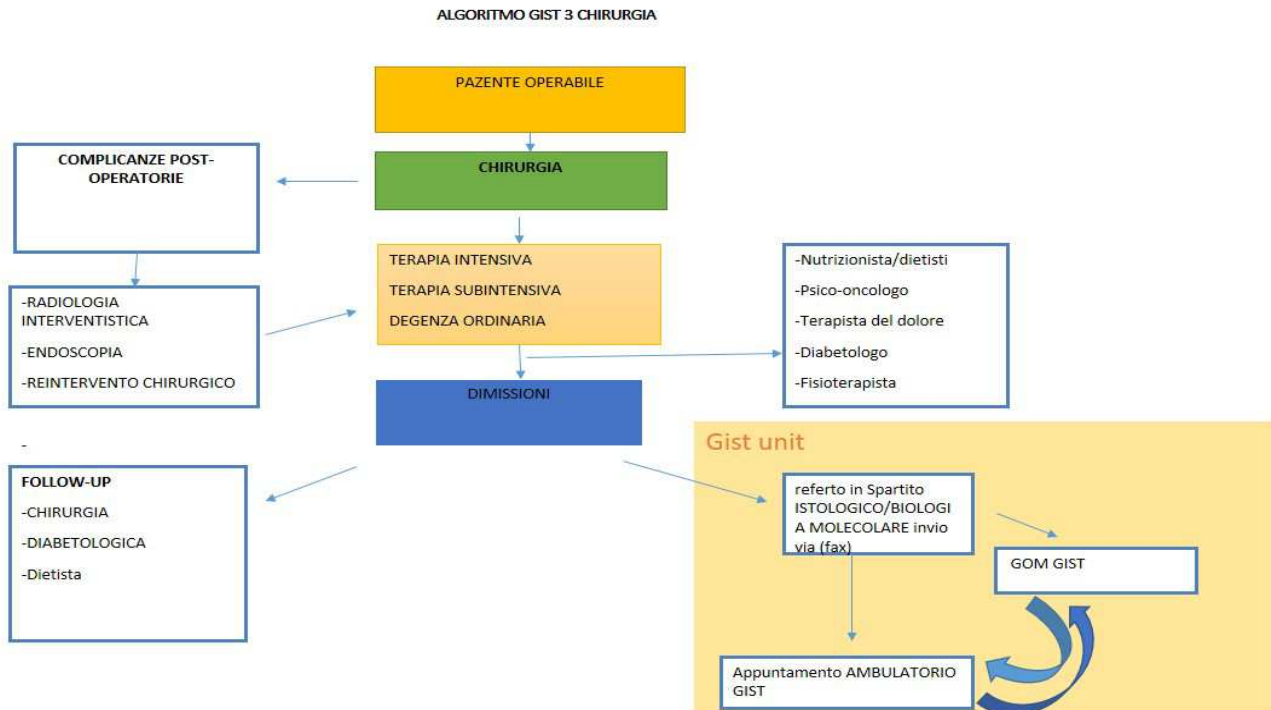 ALGORITMO GIST 3 CHIRURGIA
PAZENTE OPERABILE
COMPLICANZE POST-
OPERATORIE
CHIRURGIA
TERAPIA INTENSIVA
TERAPIA SUBINTENSIVA
DEGENZA ORDINARIA
-Nutrizionista/dietisti
-Psico-oncologo
-Terapista del dolore
-Diabetologo
-Fisioterapista
-RADIOLOGIA
INTERVENTISTICA
-ENDOSCOPIA
-REINTERVENTO CHIRURGICO
DIMISSIONI
-
FOLLOW-UP
-CHIRURGIA
-DIABETOLOGICA
-Dietista
Gist unit
referto in Spartito
ISTOLOGICO/BIOLOGI
A MOLECOLARE invio
via (fax)
GOM GIST
Appuntamento AMBULATORIO
GIST